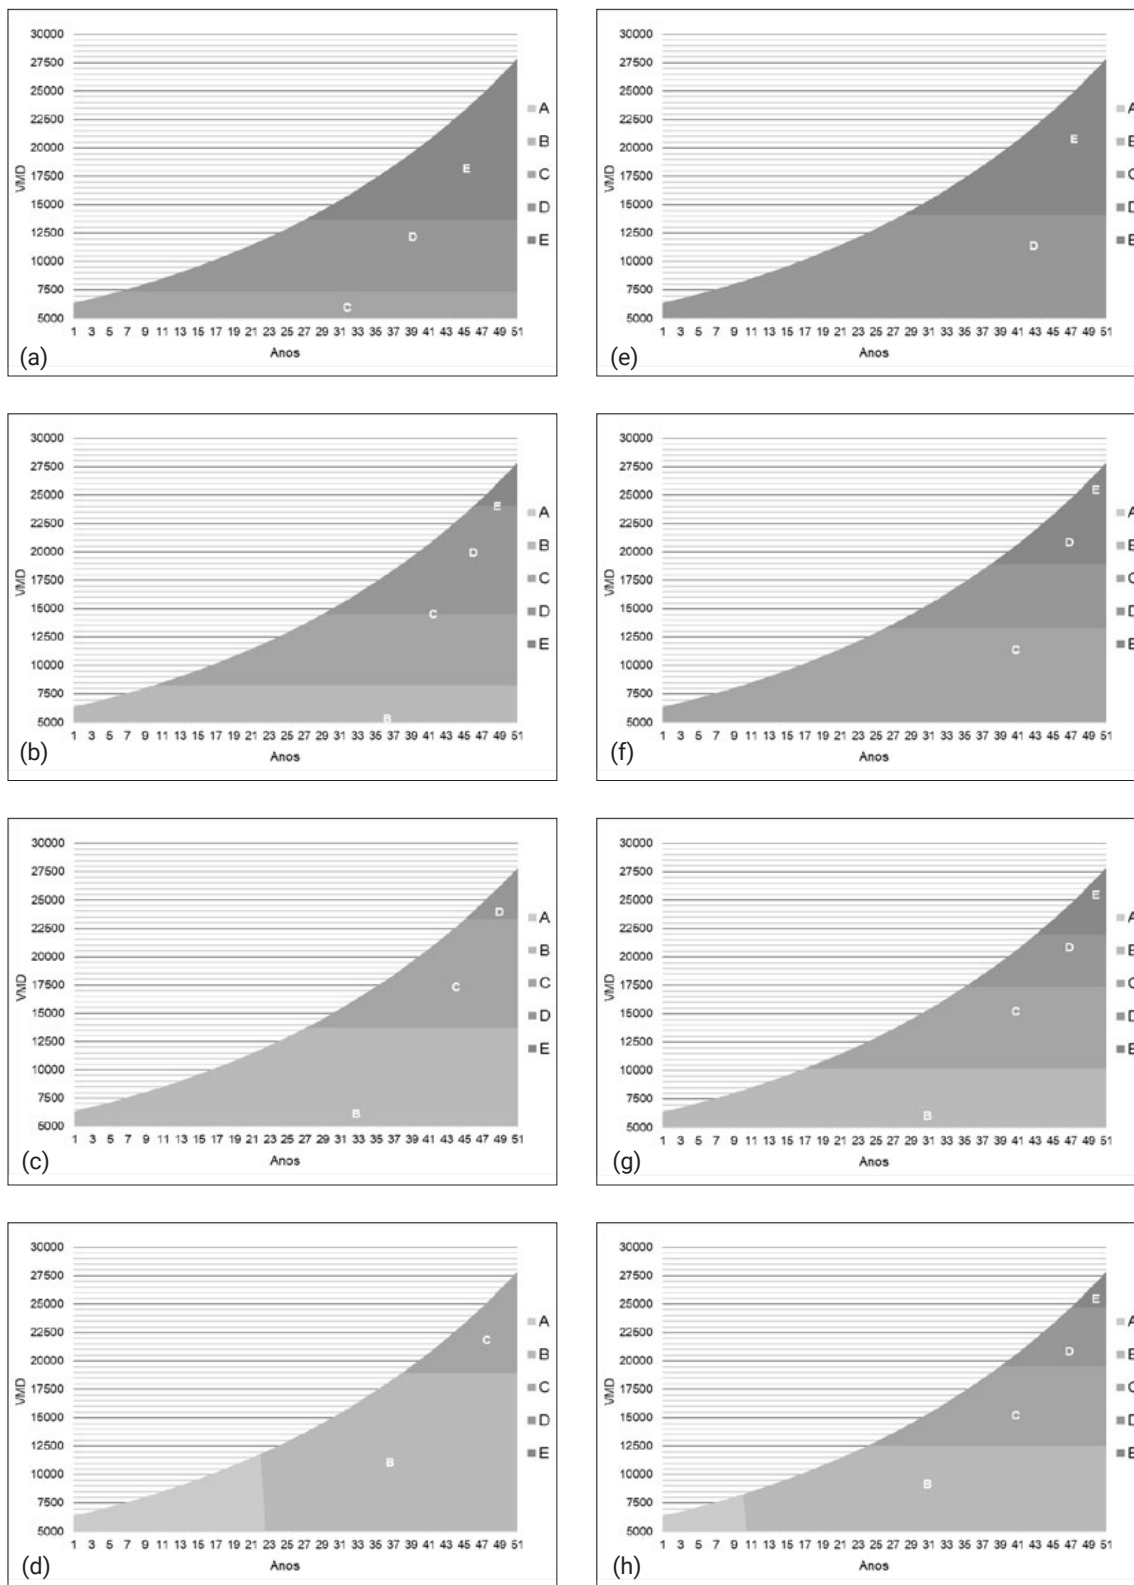 30000
27500
25000
22500
20000
17500
15000
12500
10000
7500
5000
VMD
E
D
C
A
B
C
D
E
1 3 5 7 9 11 13 15 17 19 21 23 25 27 29 31 33 35 37 39 41 43 45 47 49 51
Anos
(a)
30000
27500
25000
22500
20000
17500
15000
12500
10000
7500
5000
VMD
E
D
A
B
C
D
E
1 3 5 7 9 11 13 15 17 19 21 23 25 27 29 31 33 35 37 39 41 43 45 47 49 51
Anos
(e)
30000
27500
25000
22500
20000
17500
15000
12500
10000
7500
5000
VMD
E
D
C
B
A
B
C
D
E
1 3 5 7 9 11 13 15 17 19 21 23 25 27 29 31 33 35 37 39 41 43 45 47 49 51
Anos
(b)
30000
27500
25000
22500
20000
17500
15000
12500
10000
7500
5000
VMD
E
D
C
A
B
C
D
E
1 3 5 7 9 11 13 15 17 19 21 23 25 27 29 31 33 35 37 39 41 43 45 47 49 51
Anos
(f)
30000
27500
25000
22500
20000
17500
15000
12500
10000
7500
5000
VMD
D
C
B
A
B
C
D
E
1 3 5 7 9 11 13 15 17 19 21 23 25 27 29 31 33 35 37 39 41 43 45 47 49 51
Anos
(c)
30000
27500
25000
22500
20000
17500
15000
12500
10000
7500
5000
VMD
E
D
C
B
A
B
C
D
E
1 3 5 7 9 11 13 15 17 19 21 23 25 27 29 31 33 35 37 39 41 43 45 47 49 51
Anos
(g)
30000
27500
25000
22500
20000
17500
15000
12500
10000
7500
5000
VMD
C
B
A
B
C
D
E
1 3 5 7 9 11 13 15 17 19 21 23 25 27 29 31 33 35 37 39 41 43 45 47 49 51
Anos
(d)
30000
27500
25000
22500
20000
17500
15000
12500
10000
7500
5000
VMD
E
D
C
B
A
B
C
D
E
1 3 5 7 9 11 13 15 17 19 21 23 25 27 29 31 33 35 37 39 41 43 45 47 49 51
Anos
(h)